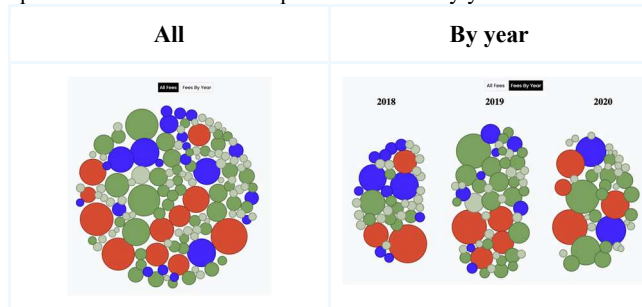 All
By year
All Fees Fees By Year
All Fees Fees By Year
2018
2019
2020